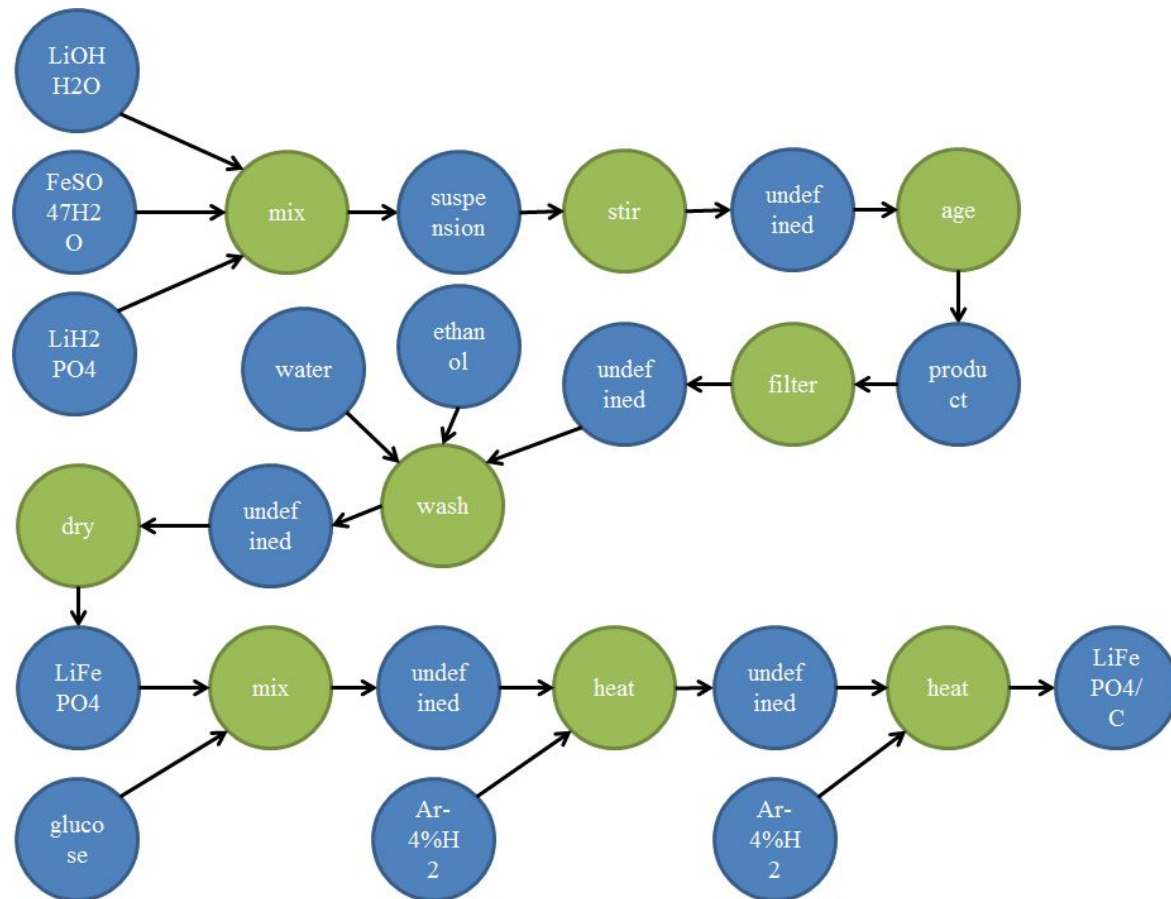 LiOH
H2O
FeSO
47H2
O
LiH2
PO4
mix
suspe
nsion
stir
undef
ined
age
water
ethan
ol
undef
ined
filter
produ
ct
dry
undef
ined
wash
LiFe
PO4
mix
undef
ined
heat
undef
ined
heat
LiFe
PO4/
C
gluco
se
Ar-
4%H
2
Ar-
4%H
2